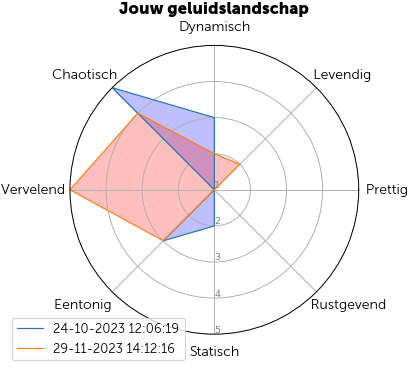 Jouw geluidslandschap
Dynamisch
Chaotisch
Levendig
Vervelend
1
Prettig
2
3
4
Eentonig
Rustgevend
5
24-10-2023 12:06:19
29-11-2023 14:12:16
Statisch